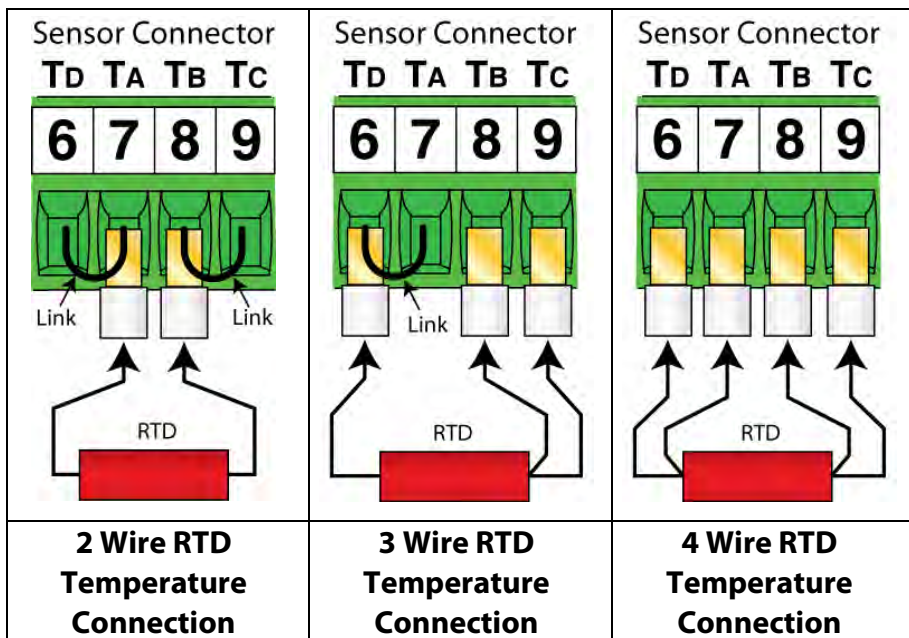 Sensor Connector
TD TA TB TC
6 7 8 9
Link
Link
RTD
2 Wire RTD
Temperature
Connection
Sensor Connector
TD TA TB TC
6 7 8 9
Link
RTD
3 Wire RTD
Temperature
Connection
Sensor Connector
TD TA TB TC
6 7 8 9
RTD
4 Wire RTD
Temperature
Connection